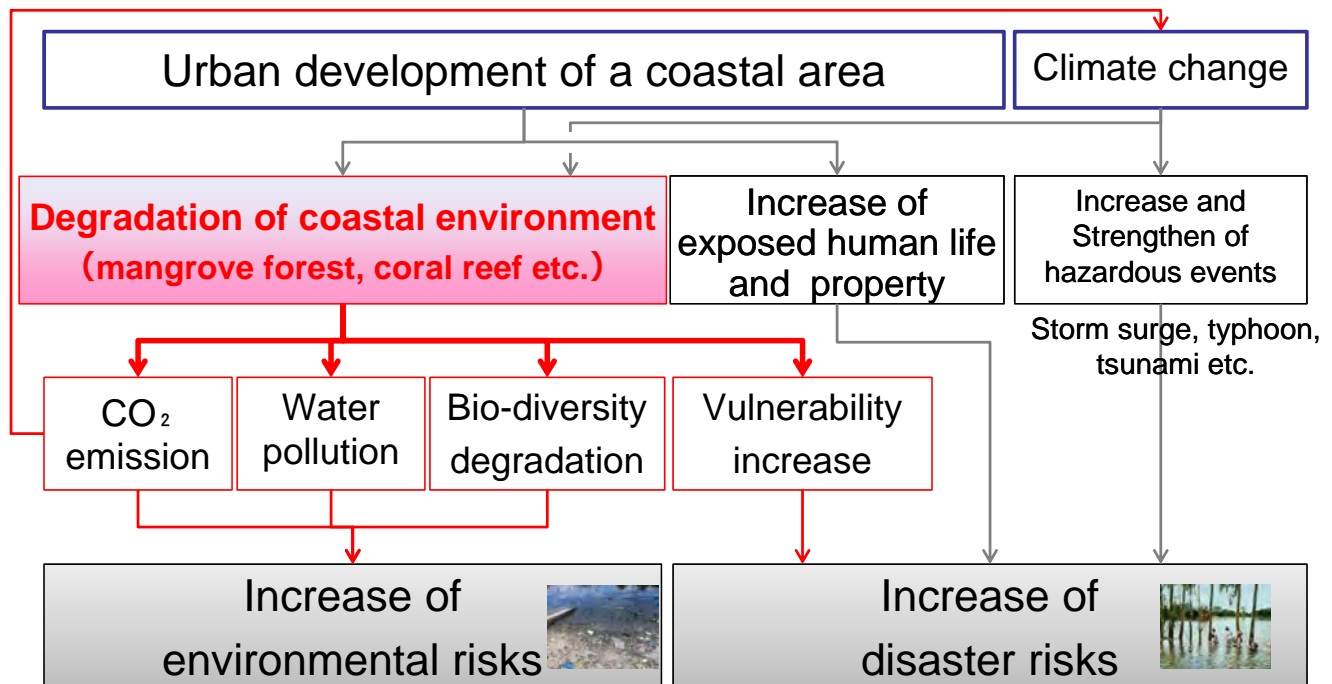 Urban development of a coastal area
Climate change
Degradation of coastal environment
（mangrove forest, coral reef etc.）
Increase of
exposed human life
and property
Increase and
Strengthen of
hazardous events
Storm surge, typhoon,
tsunami etc.
CO₂
emission
Water
pollution
Bio-diversity
degradation
Vulnerability
increase
Increase of
environmental risks
Increase of
disaster risks